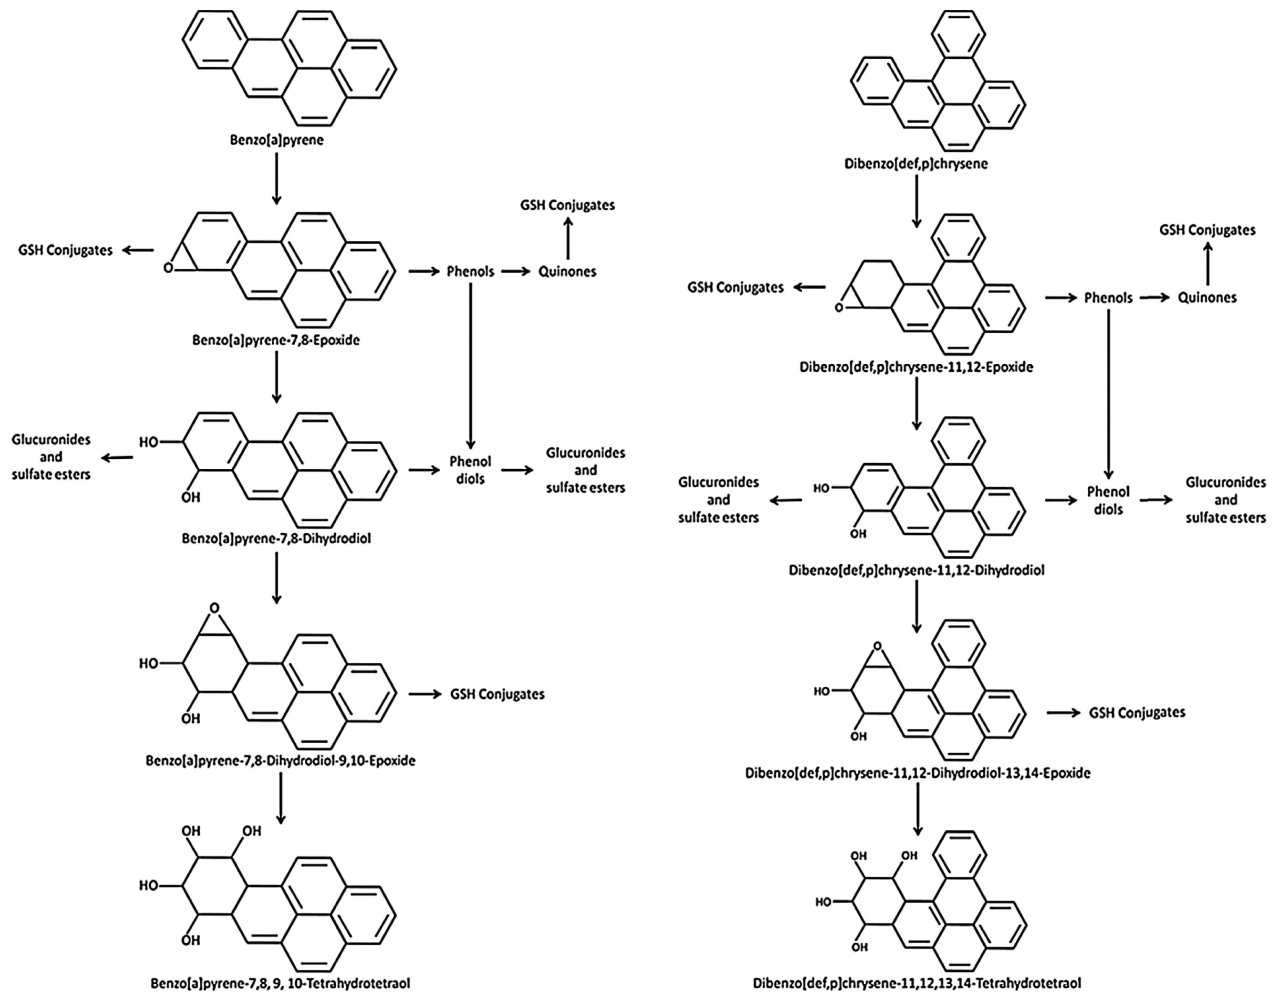 Benzo[a]pyrene
GSH Conjugates
GSH Conjugates
O
Phenols
Quinones
Benzo[a]pyrene-7,8-Epoxide
Glucuronides
and
sulfate esters
HO
OH
Phenol
diols
Glucuronides
and
sulfate esters
Benzo[a]pyrene-7,8-Dihydrodiol
O
HO
OH
GSH Conjugates
Benzo[a]pyrene-7,8-Dihydrodiol-9,10-Epoxide
OH
OH
HO
OH
Benzo[a]pyrene-7,8,9, 10-Tetrahydrotetraol
Dibenzo[def,p]chrysene
GSH Conjugates
GSH Conjugates
O
Phenols
Quinones
Dibenzo[def,p]chrysene-11,12-Epoxide
Glucuronides
and
sulfate esters
HO
OH
Phenol
diols
Glucuronides
and
sulfate esters
Dibenzo[def,p]chrysene-11,12-Dihydrodiol
O
HO
OH
GSH Conjugates
Dibenzo[def,p]chrysene-11,12-Dihydrodiol-13,14-Epoxide
OH
OH
HO
OH
Dibenzo[def,p]chrysene-11,12,13,14-Tetrahydrotetraol